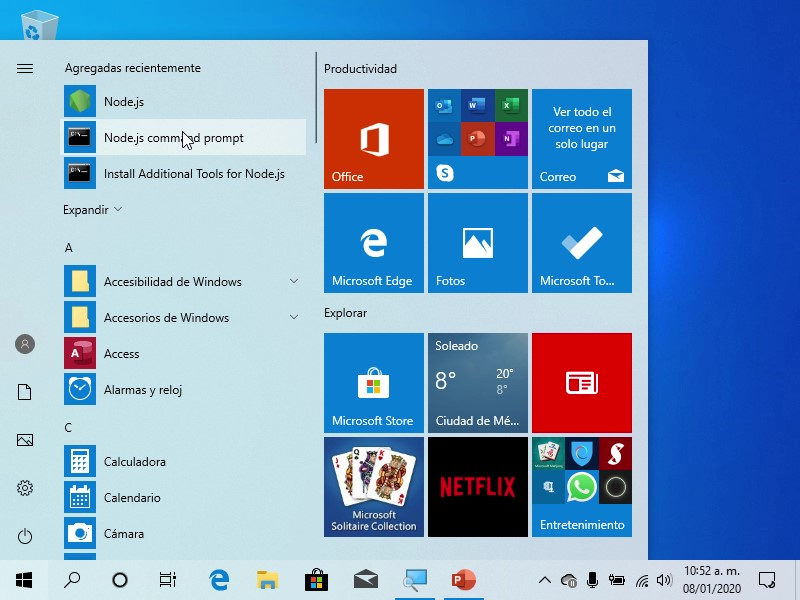 Agregadas recientemente
Node.js
Node.js command prompt
Install Additional Tools for Node.js
Expandir
A
Accesibilidad de Windows
Accesorios de Windows
Access
Alarmas y reloj
C
Calculadora
Calendario
Cámara
Productividad
Office
Ver todo el
correo en un
solo lugar
Correo
Microsoft Edge
Fotos
Microsoft To...
Explorar
Microsoft Store
Soleado
8°
20°
8°
Ciudad de Mé...
Microsoft
Solitaire Collection
NETFLIX
Entretenimiento
10:52 a. m.
08/01/2020